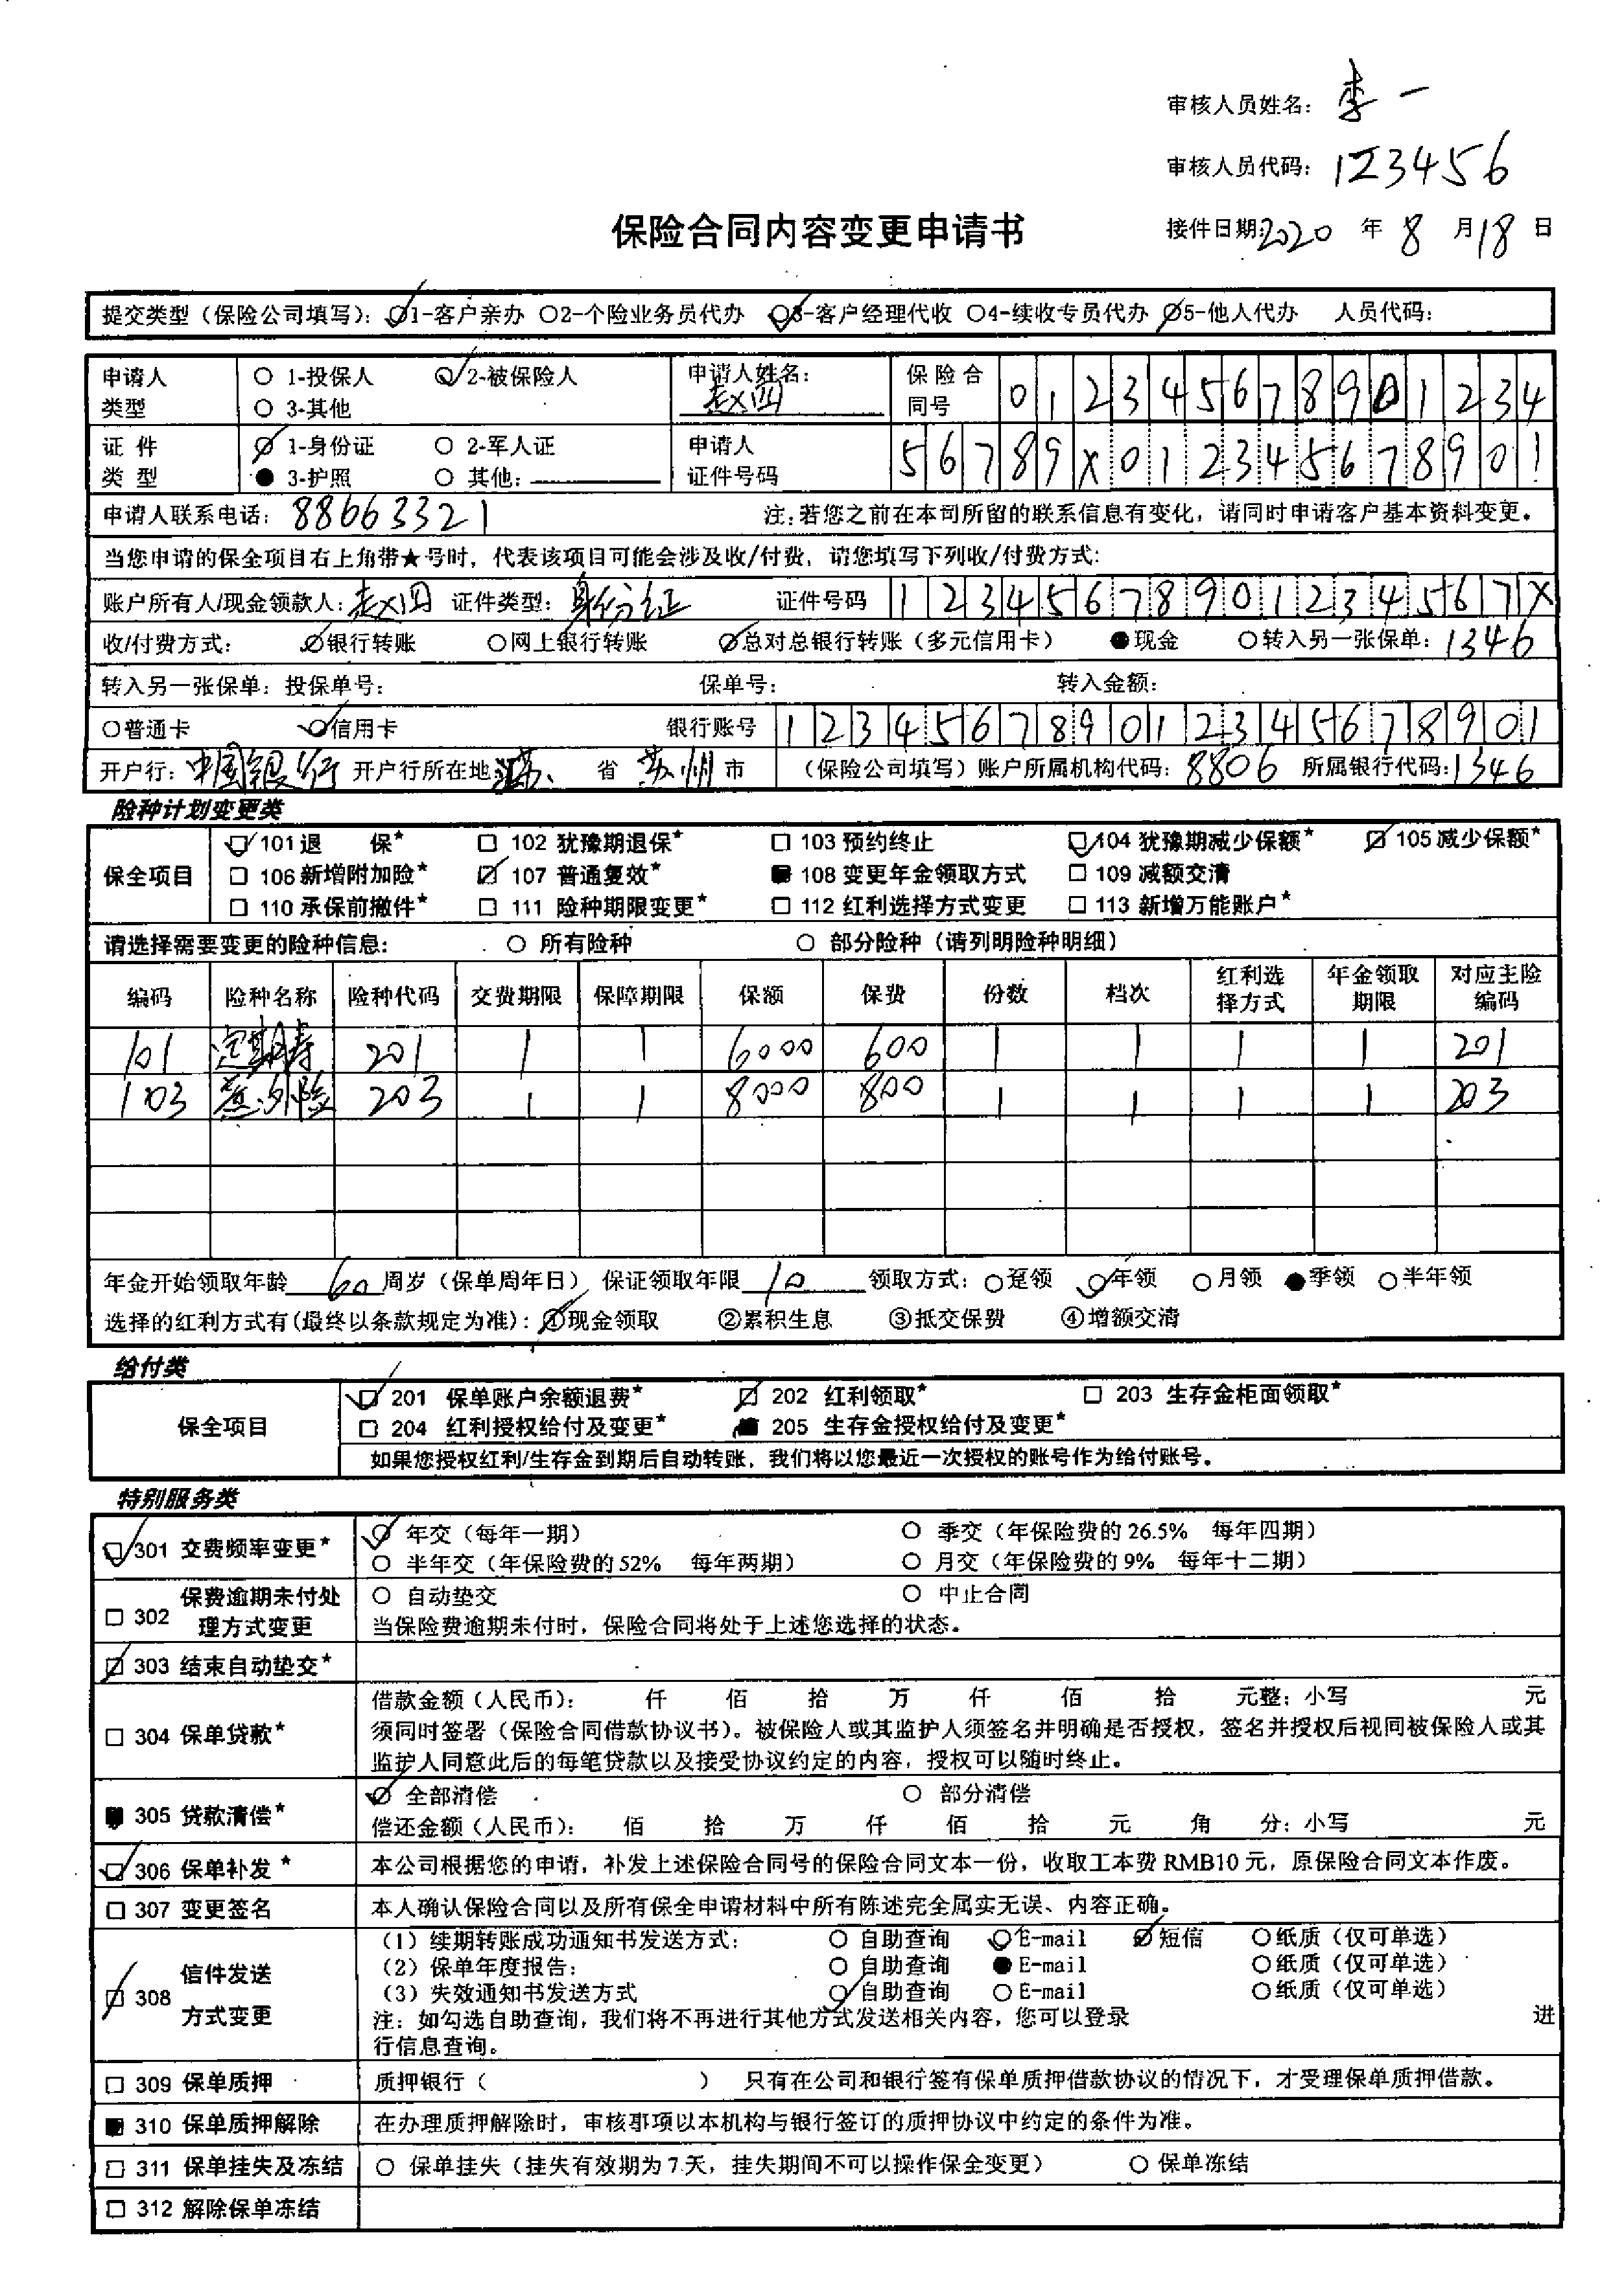 审核人员姓名：李一
审核人员代码：123456
保险合同内容变更申请书
接件日期：2020 年 8 月 18 日
提交类型（保险公司填写）：○1-客户亲办 ○2-个险业务员代办 ○3-客户经理代收 ○4-续收专员代办 ○5-他人代办 人员代码：
申请人类型 ○ 1-投保人 ○ 2-被保险人 ○ 3-其他 申请人姓名：赵四 保险合同号 012345678901234
证件类型 ○ 1-身份证 ○ 2-军人证 ● 3-护照 ○ 其他： 申请人证件号码 56789X012345678901
申请人联系电话：88663321 注：若您之前在本司所留的联系信息有变化，请同时申请客户基本资料变更。
当您申请的保全项目右上角带★号时，代表该项目可能会涉及收/付费，请您填写下列收/付费方式：
账户所有人/现金领款人：赵四 证件类型：身份证 证件号码 12345678901234567X
收/付费方式： ○银行转账 ○网上银行转账 ○总对总银行转账（多元信用卡） ●现金 ○转入另一张保单：1346
转入另一张保单：投保单号： 保单号： 转入金额：
○普通卡 ○信用卡 银行账号 123456789012345678901
开户行：中国银行 开户行所在地 江苏 省 苏州 市 （保险公司填写）账户所属机构代码：8806 所属银行代码：1346
险种计划变更类
保全项目
□ 101 退 保★ □ 102 犹豫期退保★ □ 103 预约终止 □ 104 犹豫期减少保额★ □ 105 减少保额★
□ 106 新增附加险★ □ 107 普通复效★ ■ 108 变更年金领取方式 □ 109 减额交清
□ 110 承保前撤件★ □ 111 险种期限变更★ □ 112 红利选择方式变更 □ 113 新增万能账户★
请选择需要变更的险种信息： ○ 所有险种 ○ 部分险种（请列明险种明细）
编码 险种名称 险种代码 交费期限 保障期限 保额 保费 份数 档次 红利选择方式 年金领取期限 对应主险编码
101 定期寿 201 1 1 6000 600 1 1 1 1 201
103 意外险 203 1 1 8000 800 1 1 1 1 203
年金开始领取年龄 60 周岁（保单周年日） 保证领取年限 10 领取方式：○趸领 ○年领 ○月领 ●季领 ○半年领
选择的红利方式有(最终以条款规定为准)：①现金领取 ②累积生息 ③抵交保费 ④增额交清
给付类
保全项目
□ 201 保单账户余额退费★ □ 202 红利领取★ □ 203 生存金柜面领取★
□ 204 红利授权给付及变更★ ■ 205 生存金授权给付及变更★
如果您授权红利/生存金到期后自动转账，我们将以您最近一次授权的账号作为给付账号。
特别服务类
□ 301 交费频率变更★ ○ 年交（每年一期） ○ 季交（年保险费的 26.5% 每年四期）
○ 半年交（年保险费的 52% 每年两期） ○ 月交（年保险费的 9% 每年十二期）
□ 302 保费逾期未付处理方式变更 ○ 自动垫交 ○ 中止合同
当保险费逾期未付时，保险合同将处于上述您选择的状态。
□ 303 结束自动垫交★
□ 304 保单贷款★ 借款金额（人民币）： 仟 佰 拾 万 仟 佰 拾 元整；小写 元
须同时签署（保险合同借款协议书）。被保险人或其监护人须签名并明确是否授权，签名并授权后视同被保险人或其
监护人同意此后的每笔贷款以及接受协议约定的内容，授权可以随时终止。
■ 305 贷款清偿★ ○ 全部清偿 ○ 部分清偿
偿还金额（人民币）： 佰 拾 万 仟 佰 拾 元 角 分；小写 元
□ 306 保单补发★ 本公司根据您的申请，补发上述保险合同号的保险合同文本一份，收取工本费 RMB10 元，原保险合同文本作废。
□ 307 变更签名 本人确认保险合同以及所有保全申请材料中所有陈述完全属实无误、内容正确。
□ 308 信件发送方式变更
（1）续期转账成功通知书发送方式： ○ 自助查询 ○E-mail ○短信 ○纸质（仅可单选）
（2）保单年度报告： ○ 自助查询 ● E-mail ○纸质（仅可单选）
（3）失效通知书发送方式 ○ 自助查询 ○ E-mail ○纸质（仅可单选）
注：如勾选自助查询，我们将不再进行其他方式发送相关内容，您可以登录 进
行信息查询。
□ 309 保单质押 质押银行（ ） 只有在公司和银行签有保单质押借款协议的情况下，才受理保单质押借款。
■ 310 保单质押解除 在办理质押解除时，审核事项以本机构与银行签订的质押协议中约定的条件为准。
□ 311 保单挂失及冻结 ○ 保单挂失（挂失有效期为 7 天，挂失期间不可以操作保全变更） ○ 保单冻结
□ 312 解除保单冻结